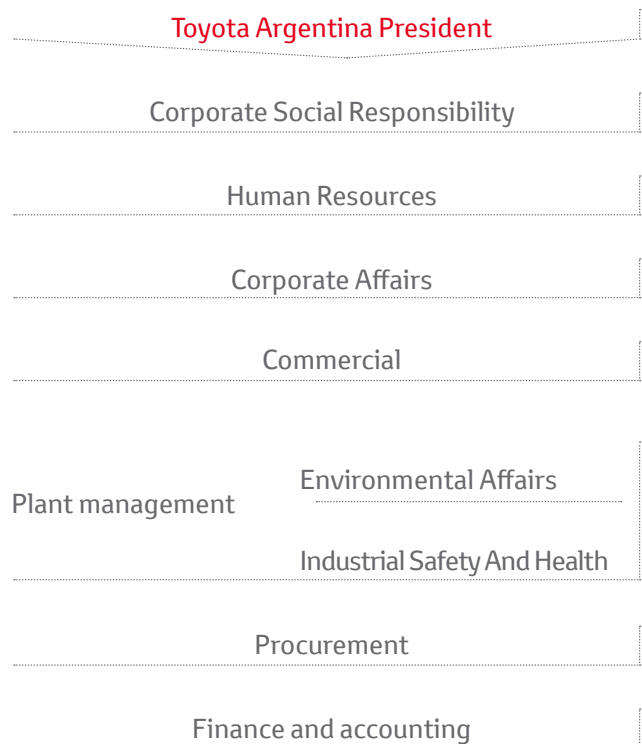 Toyota Argentina President
Corporate Social Responsibility
Human Resources
Corporate Affairs
Commercial
Plant management
Environmental Affairs
Industrial Safety And Health
Procurement
Finance and accounting